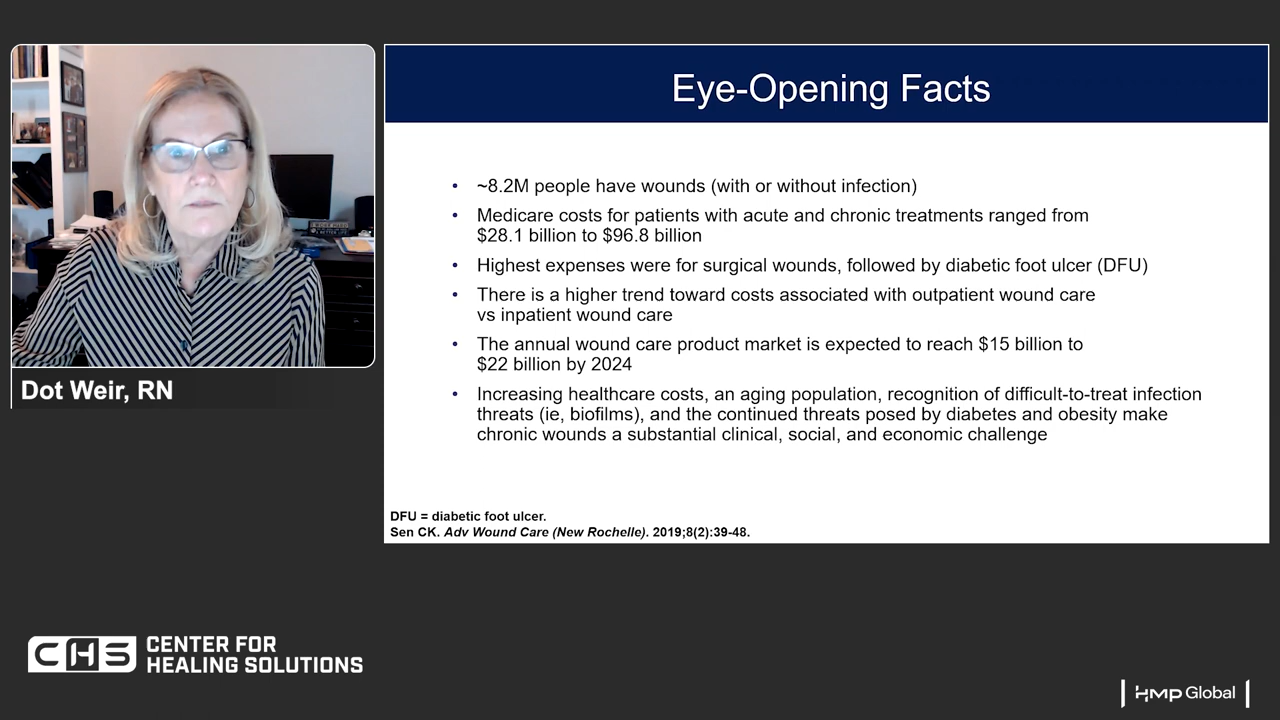 Eye-Opening Facts
• ~8.2M people have wounds (with or without infection)
• Medicare costs for patients with acute and chronic treatments ranged from
$28.1 billion to $96.8 billion
• Highest expenses were for surgical wounds, followed by diabetic foot ulcer (DFU)
• There is a higher trend toward costs associated with outpatient wound care
vs inpatient wound care
• The annual wound care product market is expected to reach $15 billion to
$22 billion by 2024
• Increasing healthcare costs, an aging population, recognition of difficult-to-treat infection
threats (ie, biofilms), and the continued threats posed by diabetes and obesity make
chronic wounds a substantial clinical, social, and economic challenge
DFU = diabetic foot ulcer.
Sen CK. Adv Wound Care (New Rochelle). 2019;8(2):39-48.
Dot Weir, RN
CHS CENTER FOR
HEALING SOLUTIONS
HMP Global